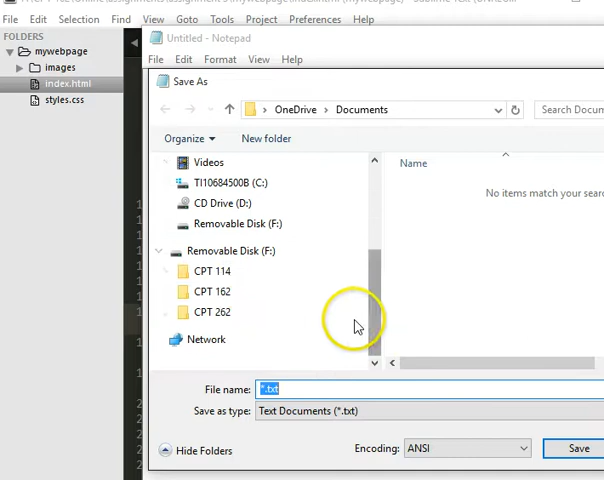 File Edit Selection Find View Goto Tools Project Preferences Help
FOLDERS
mywebpage
images
index.html
styles.css
Untitled - Notepad
File Edit Format View Help
Save As
OneDrive Documents
Search Docum
Organize New folder
Videos
TI10684500B (C:)
CD Drive (D:)
Removable Disk (F:)
Removable Disk (F:)
CPT 114
CPT 162
CPT 262
Network
Name
No items match your searc
File name: *.txt
Save as type: Text Documents (*.txt)
Hide Folders Encoding: ANSI Save